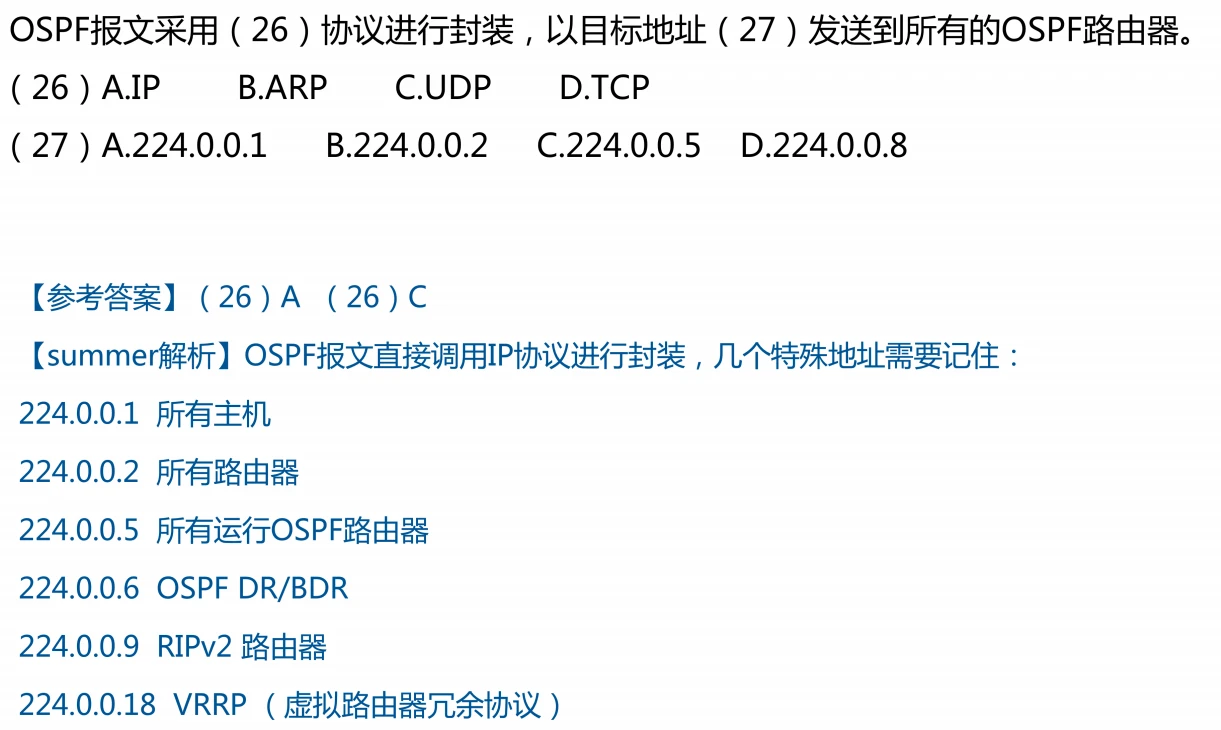 OSPF报文采用（26）协议进行封装，以目标地址（27）发送到所有的OSPF路由器。
（26）A.IP B.ARP C.UDP D.TCP
（27）A.224.0.0.1 B.224.0.0.2 C.224.0.0.5 D.224.0.0.8
【参考答案】（26）A （26）C
【summer解析】OSPF报文直接调用IP协议进行封装，几个特殊地址需要记住：
224.0.0.1 所有主机
224.0.0.2 所有路由器
224.0.0.5 所有运行OSPF路由器
224.0.0.6 OSPF DR/BDR
224.0.0.9 RIPv2 路由器
224.0.0.18 VRRP （虚拟路由器冗余协议）